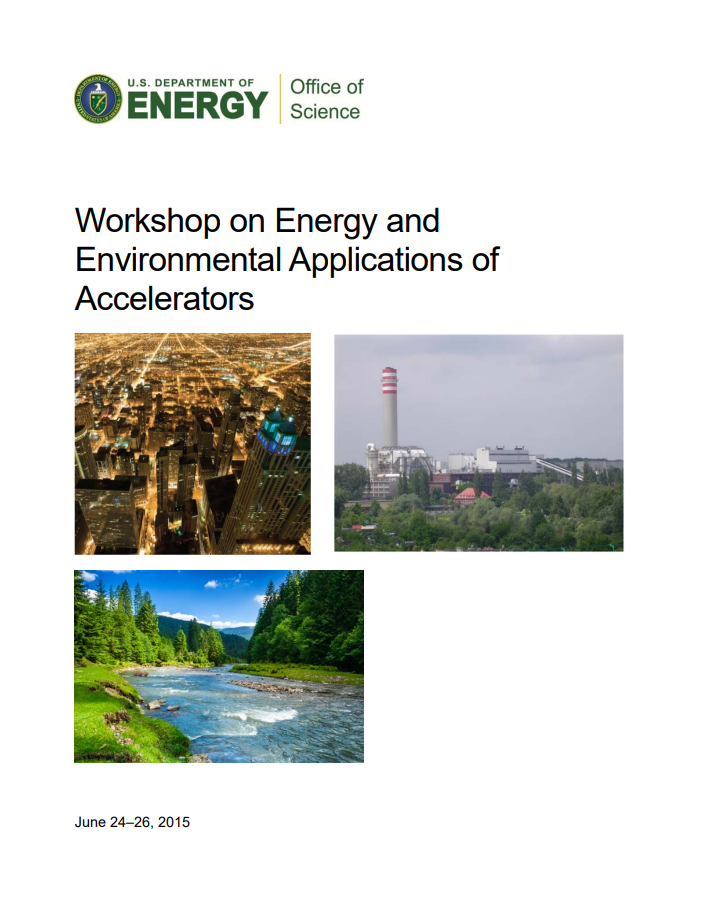 U.S. DEPARTMENT OF
ENERGY
Office of
Science
Workshop on Energy and
Environmental Applications of
Accelerators
June 24–26, 2015